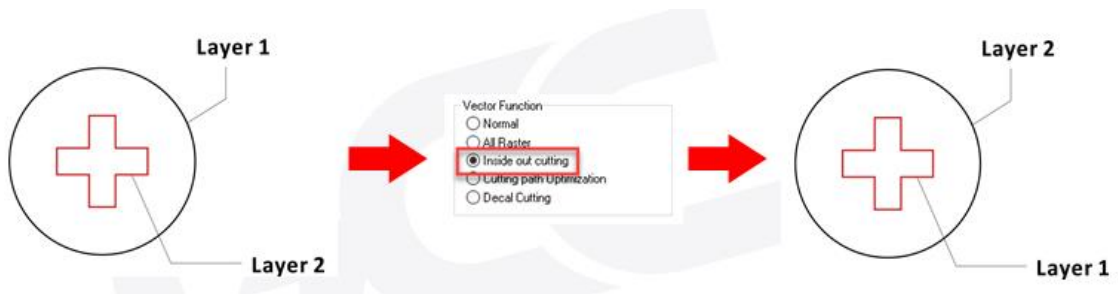 Layer 1
Layer 2
Vector Function
Normal
All Raster
Inside out cutting
Cutting path Optimization
Decal Cutting
Layer 2
Layer 1